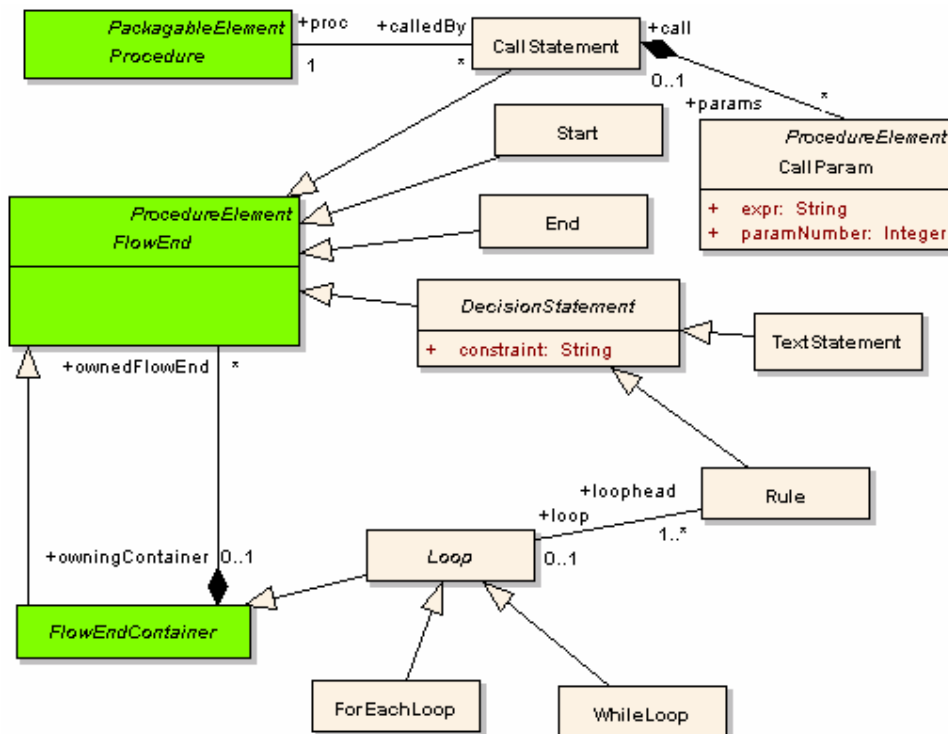 PackagableElement
Procedure
+proc
1
+calledBy
*
CallStatement
+call
0..1
+params
*
ProcedureElement
CallParam
+ expr: String
+ paramNumber: Integer
Start
ProcedureElement
FlowEnd
End
DecisionStatement
+ constraint: String
TextStatement
+ownedFlowEnd
*
Rule
+loophead
1..*
+loop
0..1
Loop
+owningContainer
0..1
FlowEndContainer
ForEachLoop
WhileLoop